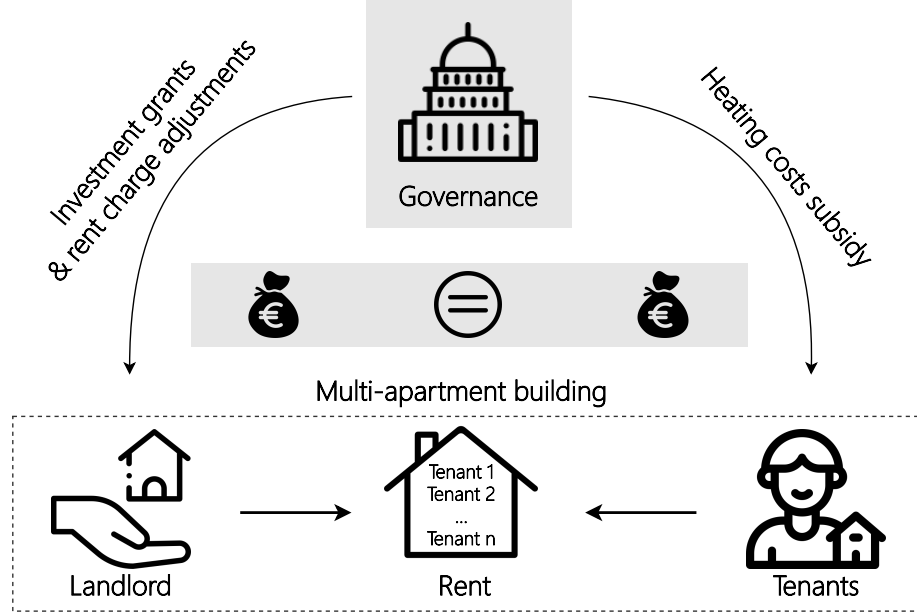 Investment grants
& rent charge adjustments
Governance
Heating costs subsidy
€
€
Multi-apartment building
Tenant 1
Tenant 2
...
Tenant n
Landlord
Rent
Tenants